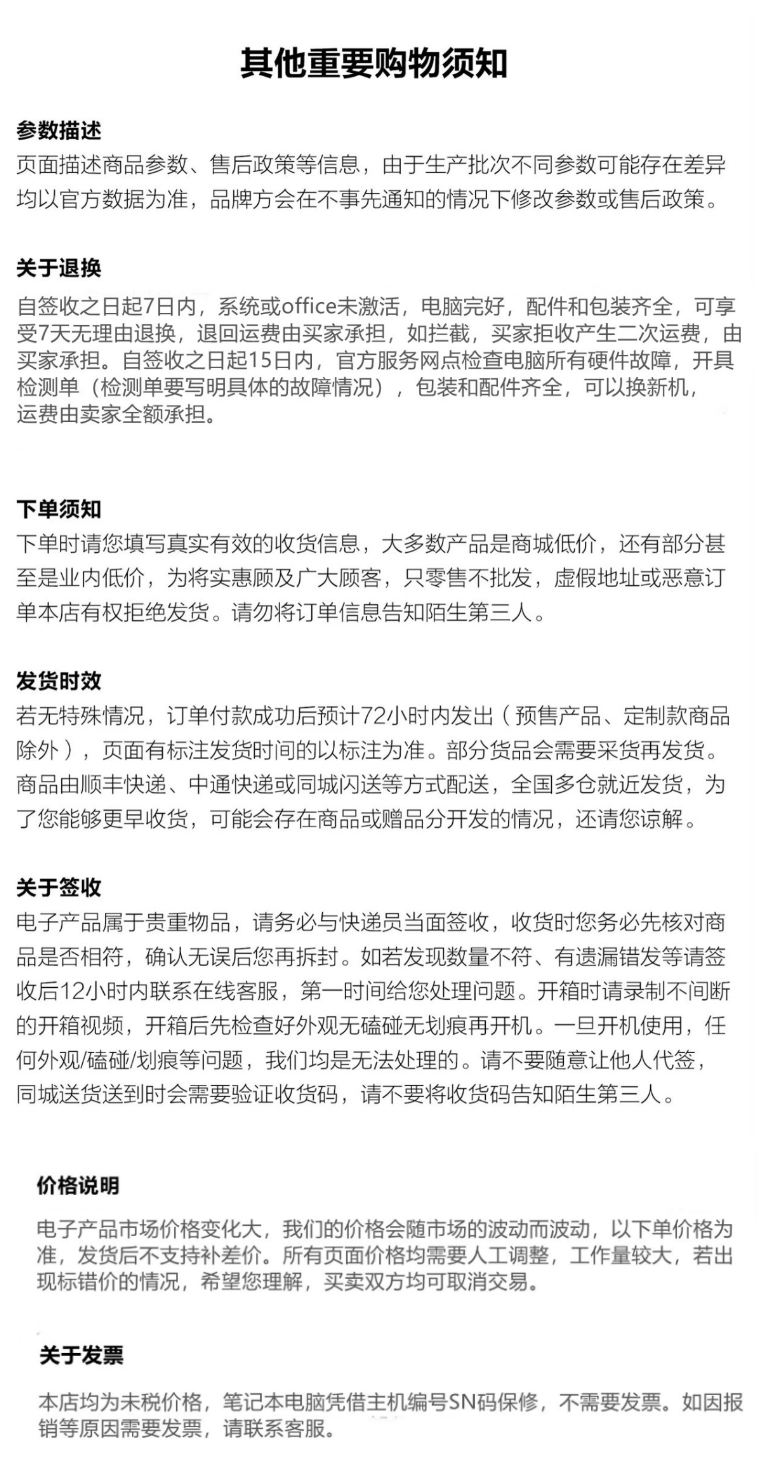 其他重要购物须知
参数描述
页面描述商品参数、售后政策等信息，由于生产批次不同参数可能存在差异
均以官方数据为准，品牌方会在不事先通知的情况下修改参数或售后政策。
关于退换
自签收之日起7日内，系统或office未激活，电脑完好，配件和包装齐全，可享
受7天无理由退换，退回运费由买家承担，如拦截，买家拒收产生二次运费，由
买家承担。自签收之日起15日内，官方服务网点检查电脑所有硬件故障，开具
检测单（检测单要写明具体的故障情况），包装和配件齐全，可以换新机，
运费由卖家全额承担。
下单须知
下单时请您填写真实有效的收货信息，大多数产品是商城低价，还有部分甚
至是业内低价，为将实惠顾及广大顾客，只零售不批发，虚假地址或恶意订
单本店有权拒绝发货。请勿将订单信息告知陌生第三人。
发货时效
若无特殊情况，订单付款成功后预计72小时内发出（预售产品、定制款商品
除外），页面有标注发货时间的以标注为准。部分货品会需要采货再发货。
商品由顺丰快递、中通快递或同城闪送等方式配送，全国多仓就近发货，为
了您能够更早收货，可能会存在商品或赠品分开发的情况，还请您谅解。
关于签收
电子产品属于贵重物品，请务必与快递员当面签收，收货时您务必先核对商
品是否相符，确认无误后您再拆封。如若发现数量不符、有遗漏错发等请签
收后12小时内联系在线客服，第一时间给您处理问题。开箱时请录制不间断
的开箱视频，开箱后先检查好外观无磕碰无划痕再开机。一旦开机使用，任
何外观/磕碰/划痕等问题，我们均是无法处理的。请不要随意让他人代签，
同城送货送到时会需要验证收货码，请不要将收货码告知陌生第三人。
价格说明
电子产品市场价格变化大，我们的价格会随市场的波动而波动，以下单价格为
准，发货后不支持补差价。所有页面价格均需要人工调整，工作量较大，若出
现标错价的情况，希望您理解，买卖双方均可取消交易。
关于发票
本店均为未税价格，笔记本电脑凭借主机编号SN码保修，不需要发票。如因报
销等原因需要发票，请联系客服。